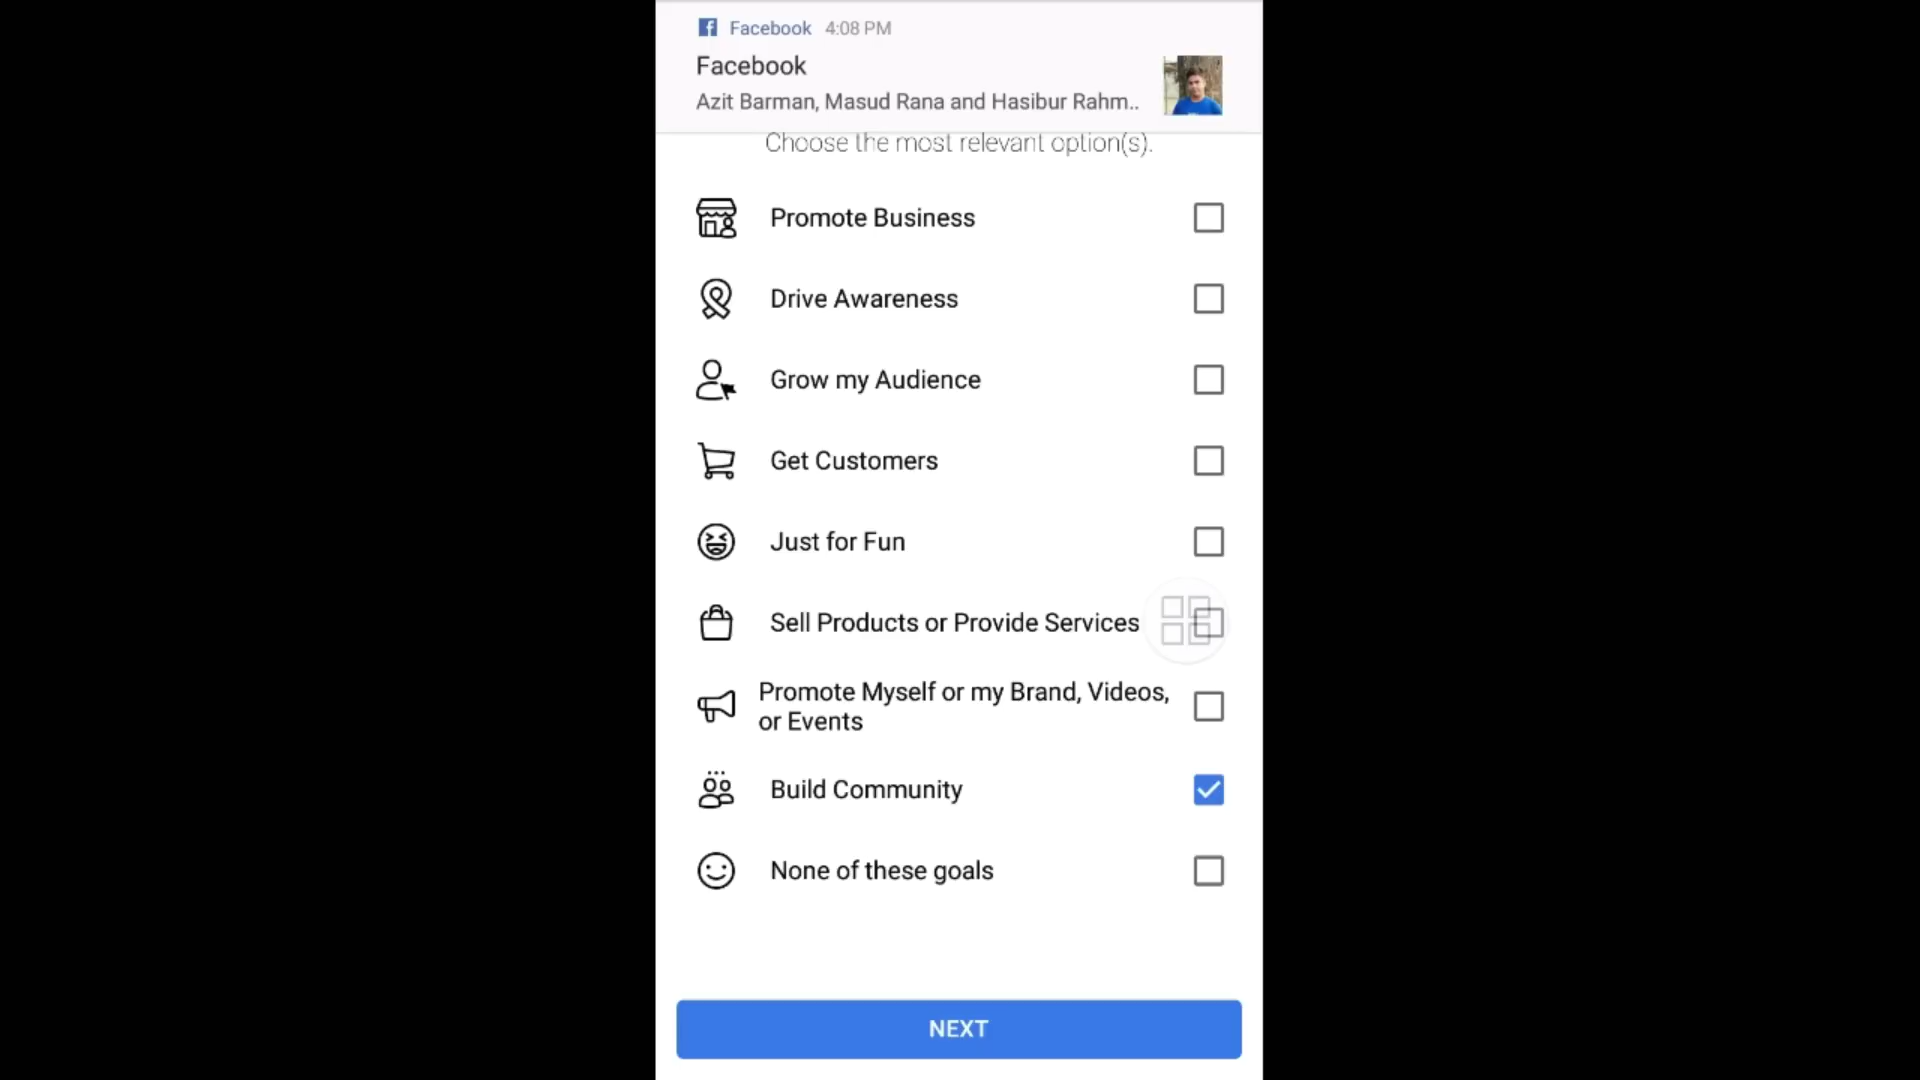 Facebook 4:08 PM
Facebook
Azit Barman, Masud Rana and Hasibur Rahm..
Choose the most relevant option(s).
Promote Business
Drive Awareness
Grow my Audience
Get Customers
Just for Fun
Sell Products or Provide Services
Promote Myself or my Brand, Videos,
or Events
Build Community
None of these goals
NEXT